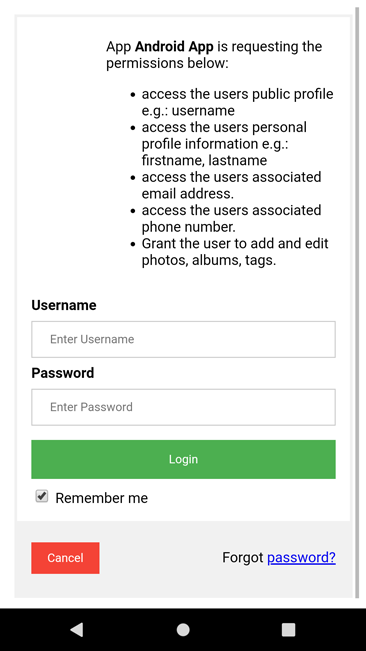 App Android App is requesting the
permissions below:
• access the users public profile
e.g.: username
• access the users personal
profile information e.g.:
firstname, lastname
• access the users associated
email address.
• access the users associated
phone number.
• Grant the user to add and edit
photos, albums, tags.
Username
Enter Username
Password
Enter Password
Login
Remember me
Cancel
Forgot password?